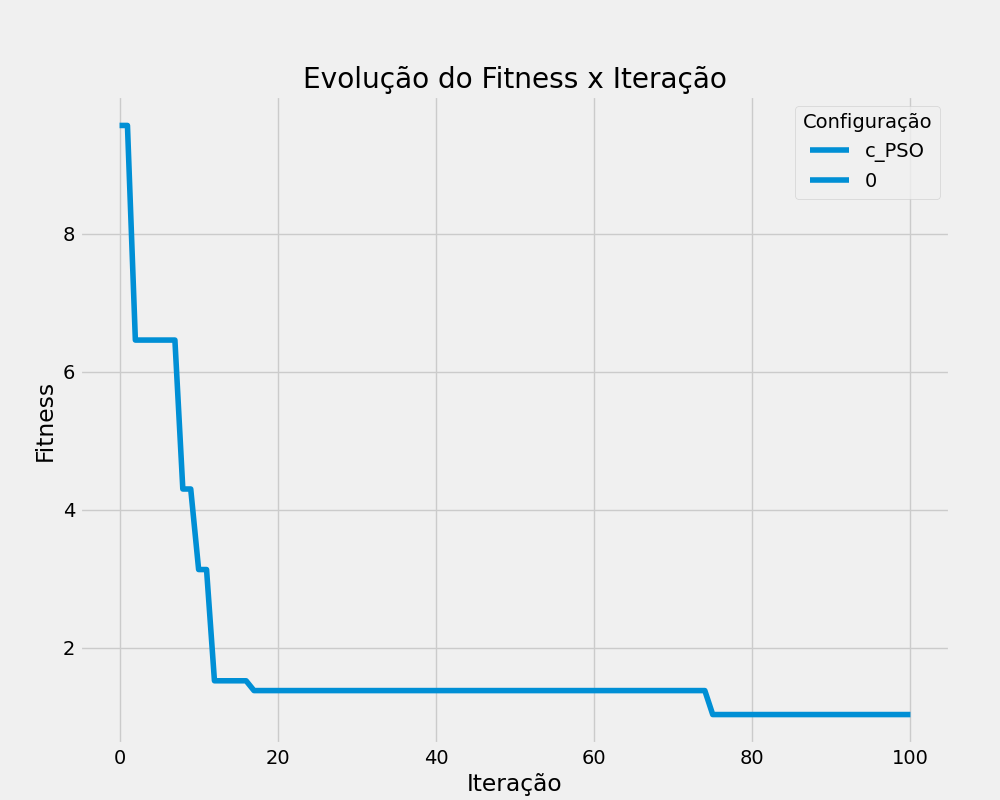 Evolução do Fitness x Iteração
Configuração
c_PSO
0
Fitness
8
6
4
2
0 20 40 60 80 100
Iteração